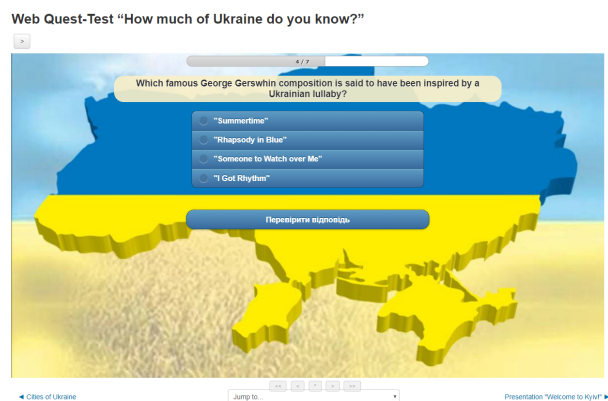 Web Quest-Test “How much of Ukraine do you know?”
>
4 / 7
Which famous George Gerswhin composition is said to have been inspired by a
Ukrainian lullaby?
"Summertime"
"Rhapsody in Blue"
"Someone to Watch over Me"
"I Got Rhythm"
Перевірити відповідь
<< < ^ > >>
◄ Cities of Ukraine
Jump to...
Presentation "Welcome to Kyiv!" ►